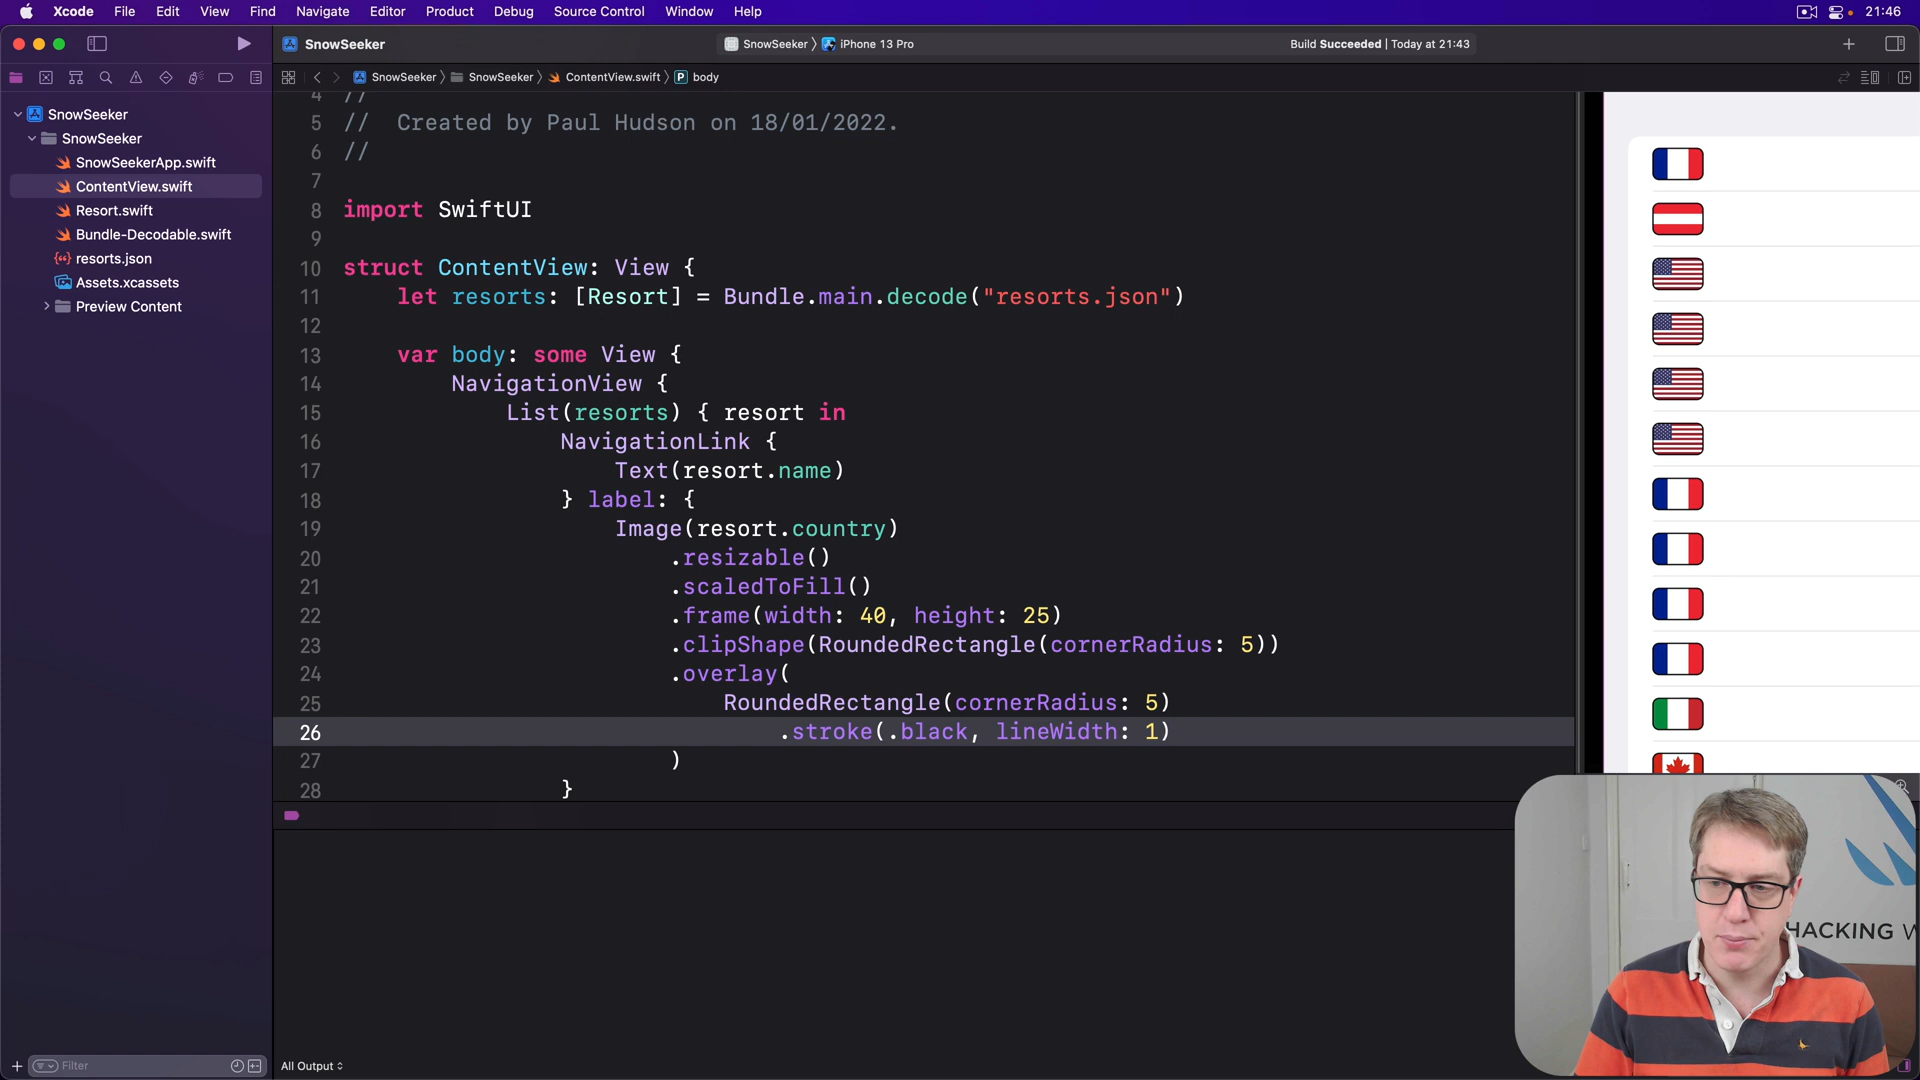 Xcode File Edit View Find Navigate Editor Product Debug Source Control Window Help 21:46
SnowSeeker SnowSeeker iPhone 13 Pro Build Succeeded | Today at 21:43
SnowSeeker SnowSeeker ContentView.swift P body
SnowSeeker
SnowSeeker
SnowSeekerApp.swift
ContentView.swift
Resort.swift
Bundle-Decodable.swift
resorts.json
Assets.xcassets
Preview Content
4 //
5 //  Created by Paul Hudson on 18/01/2022.
6 //
7
8 import SwiftUI
9
10 struct ContentView: View {
11     let resorts: [Resort] = Bundle.main.decode("resorts.json")
12
13     var body: some View {
14         NavigationView {
15             List(resorts) { resort in
16                 NavigationLink {
17                     Text(resort.name)
18                 } label: {
19                     Image(resort.country)
20                         .resizable()
21                         .scaledToFill()
22                         .frame(width: 40, height: 25)
23                         .clipShape(RoundedRectangle(cornerRadius: 5))
24                         .overlay(
25                             RoundedRectangle(cornerRadius: 5)
26                                 .stroke(.black, lineWidth: 1)
27                         )
28                 }
HACKING W
Filter
All Output